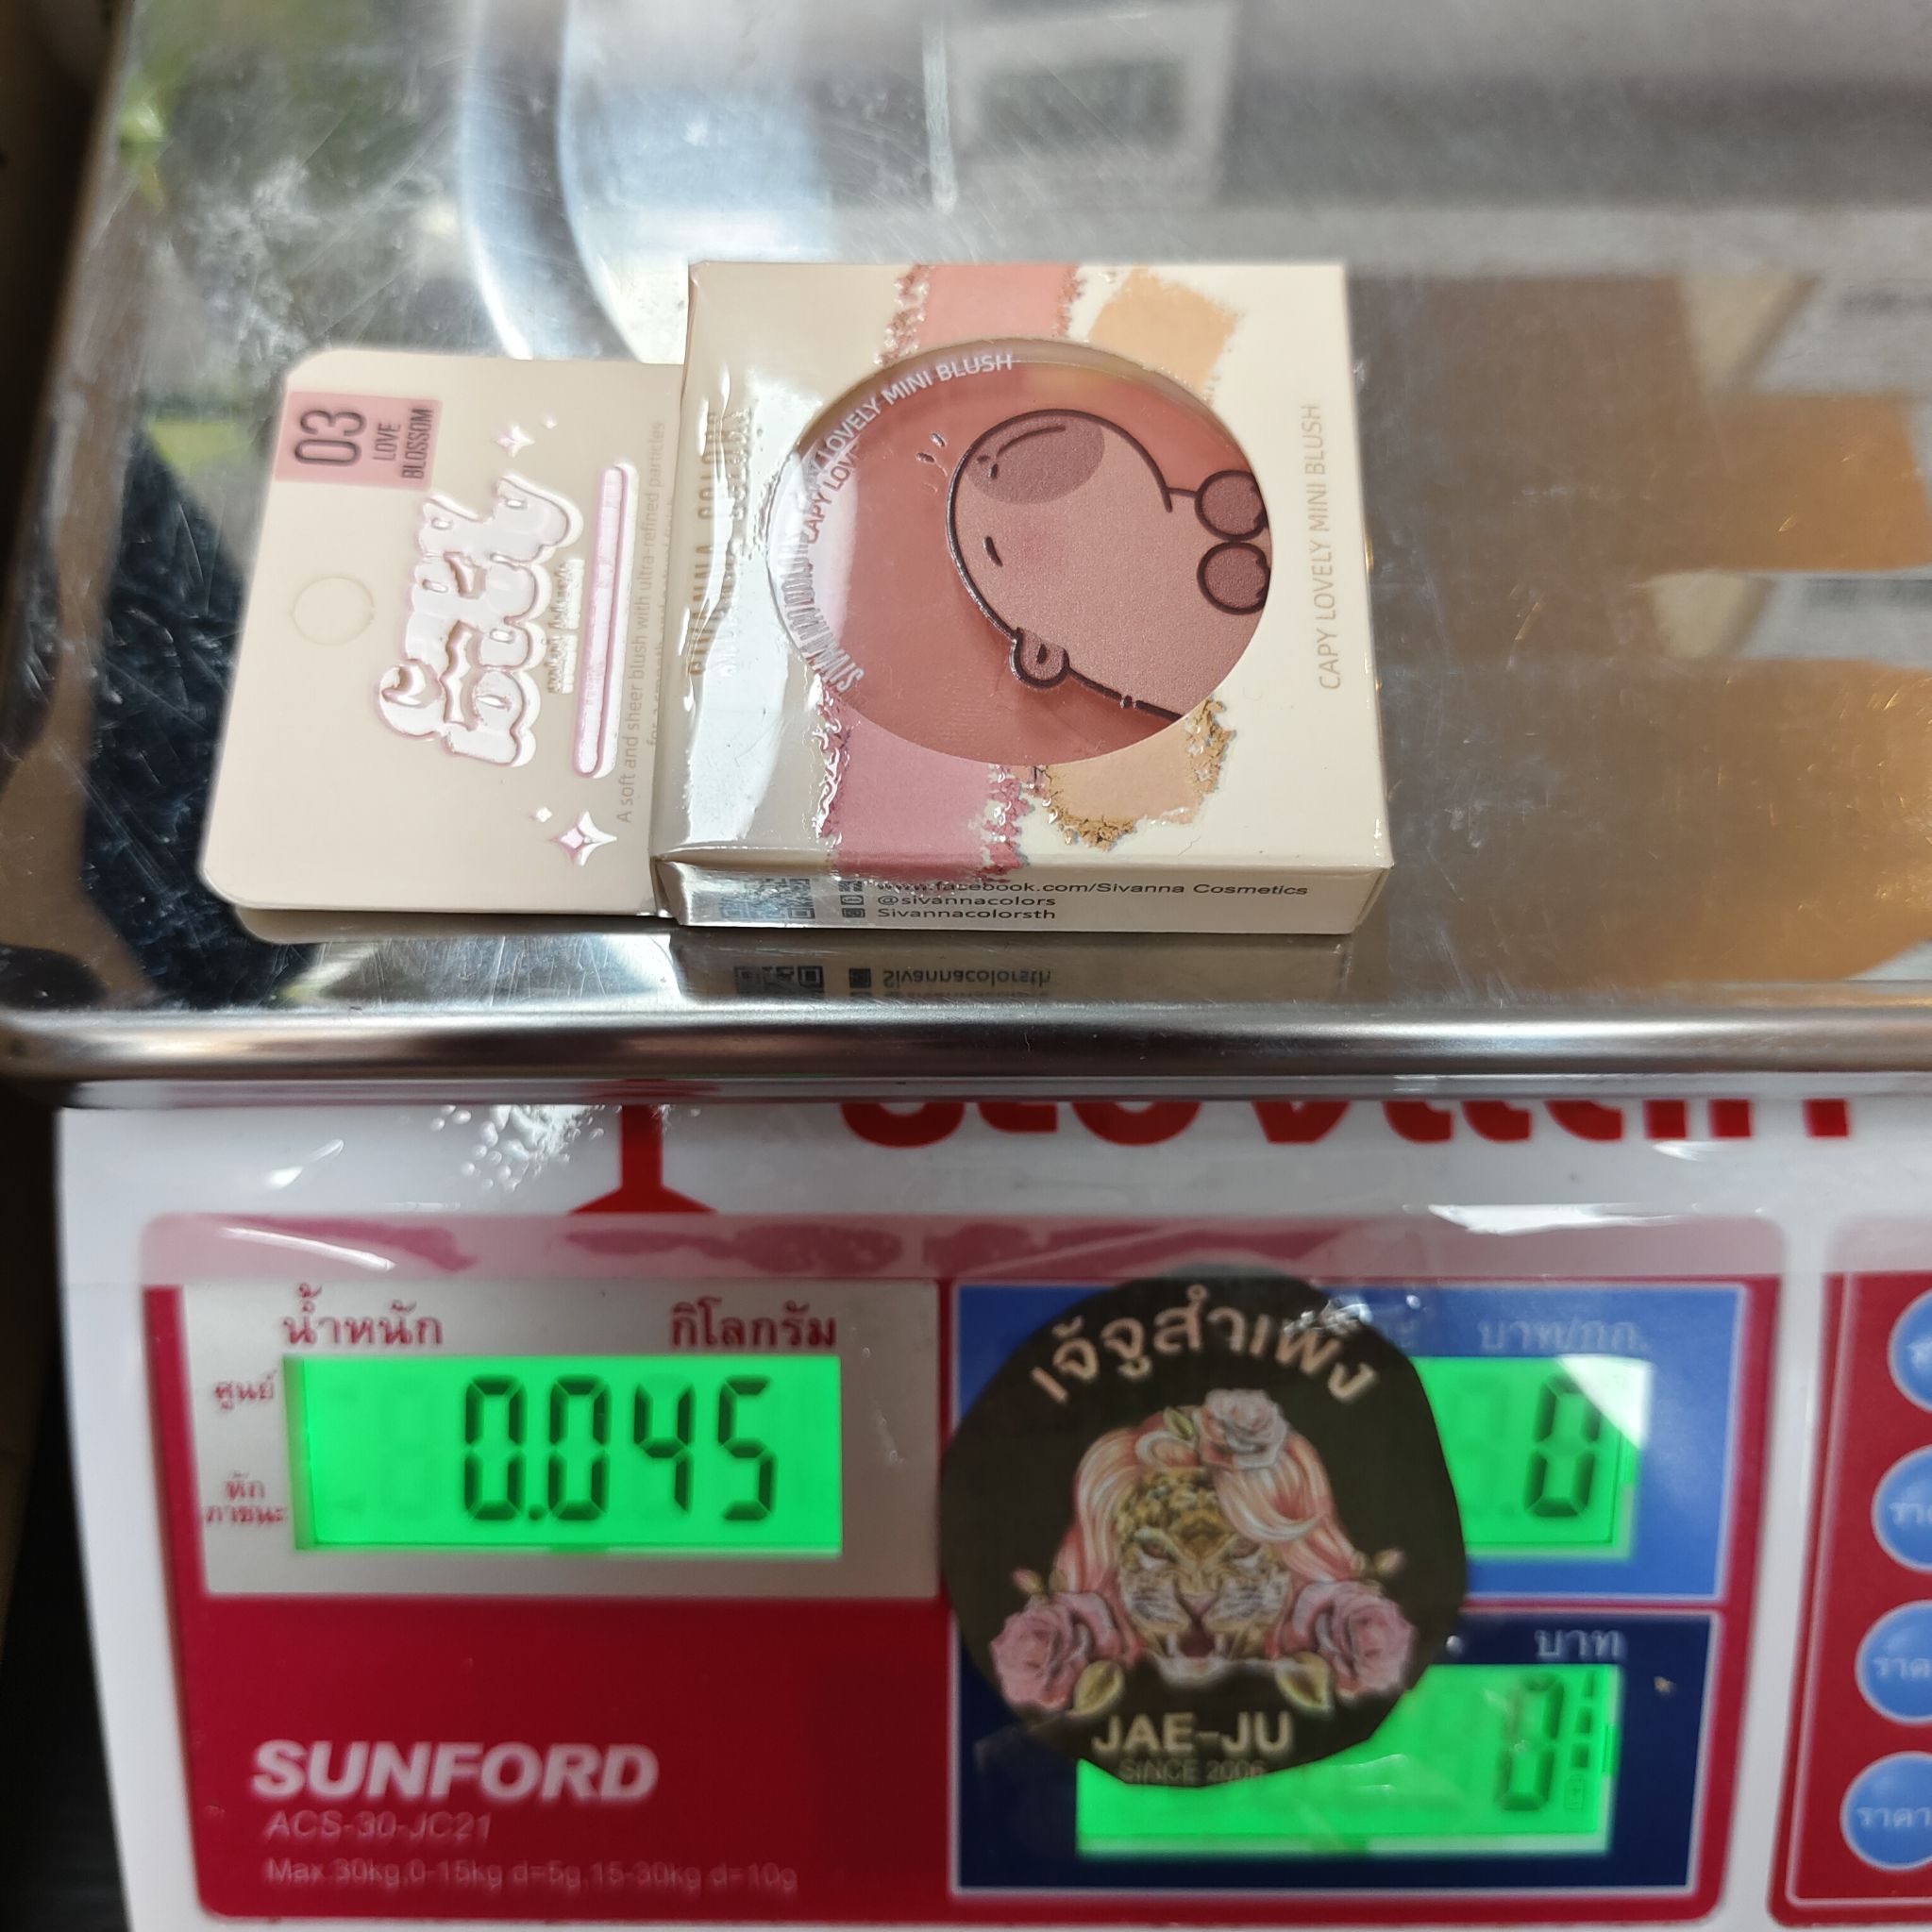 03
LOVE
BLOSSOM
CAPY
LOVELY
A soft and sheer blush with ultra-refined particles
SIVANNA COLORS
CAPY LOVELY MINI BLUSH
CAPY LOVELY MINI BLUSH
www.facebook.com/Sivanna Cosmetics
@sivannacolors
Sivannacolorsth
น้ำหนัก กิโลกรัม
ศูนย์
หัก
ภาชนะ
0.045
บาท/กก.
0
บาท
0
เจ้จูสำเพ็ง
JAE-JU
SINCE 2006
SUNFORD
ACS-30-JC21
Max 30kg,0-15kg d=5g,15-30kg d=10g